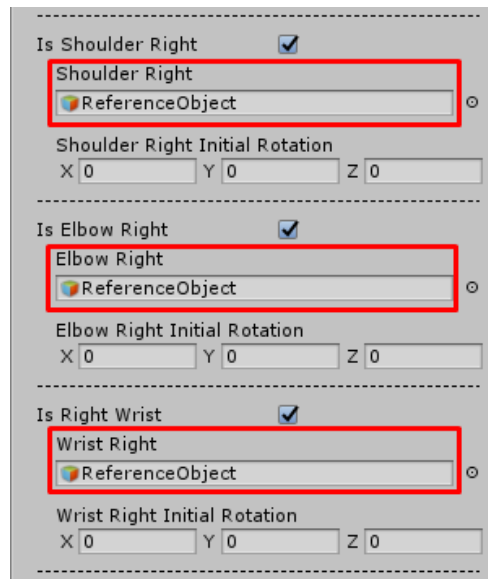 Is Shoulder Right
Shoulder Right
ReferenceObject
Shoulder Right Initial Rotation
X 0 Y 0 Z 0
Is Elbow Right
Elbow Right
ReferenceObject
Elbow Right Initial Rotation
X 0 Y 0 Z 0
Is Right Wrist
Wrist Right
ReferenceObject
Wrist Right Initial Rotation
X 0 Y 0 Z 0